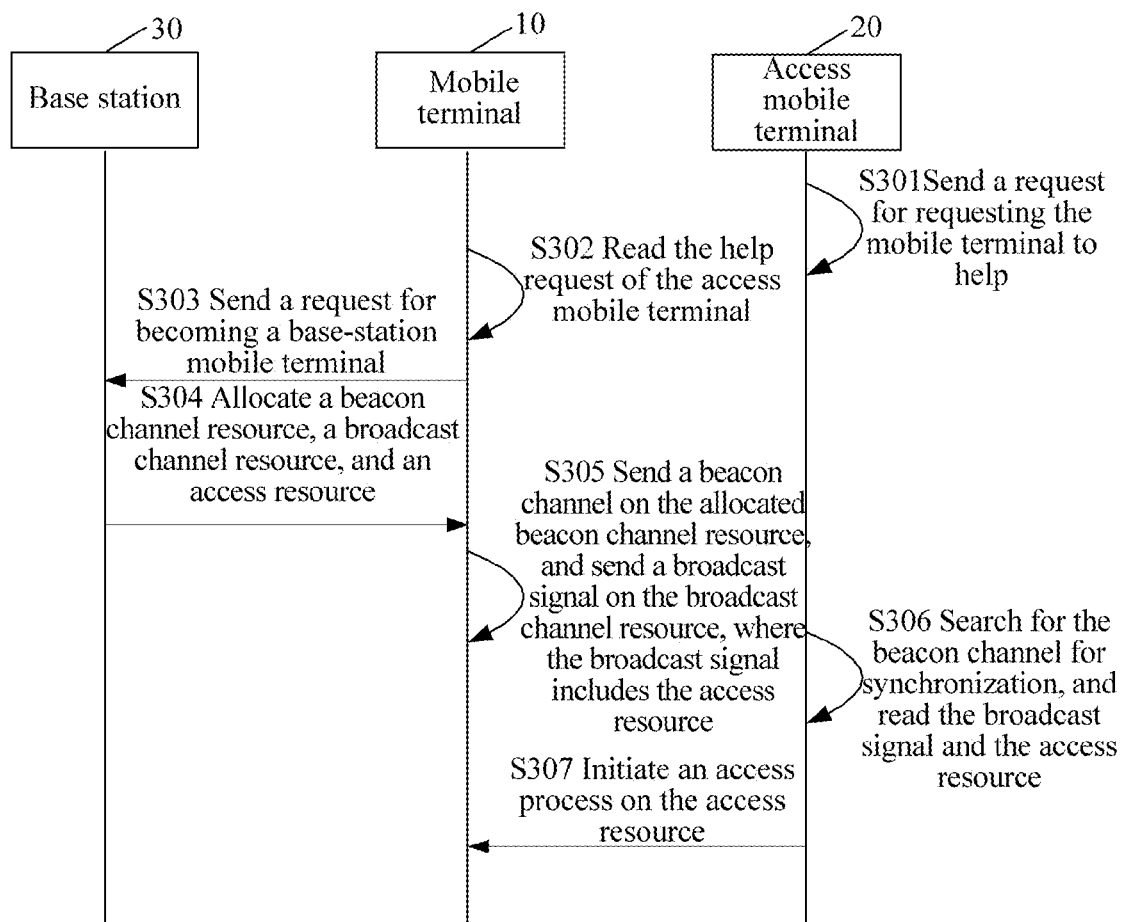 30
10
20
Base station
Mobile
terminal
Access
mobile
terminal
S301Send a request
for requesting the
mobile terminal to
help
S302 Read the help
request of the access
mobile terminal
S303 Send a request for
becoming a base-station
mobile terminal
S304 Allocate a beacon
channel resource, a broadcast
channel resource, and an
access resource
S305 Send a beacon
channel on the allocated
beacon channel resource,
and send a broadcast
signal on the broadcast
channel resource, where
the broadcast signal
includes the access
resource
S306 Search for the
beacon channel for
synchronization, and
read the broadcast
signal and the access
resource
S307 Initiate an access
process on the access
resource